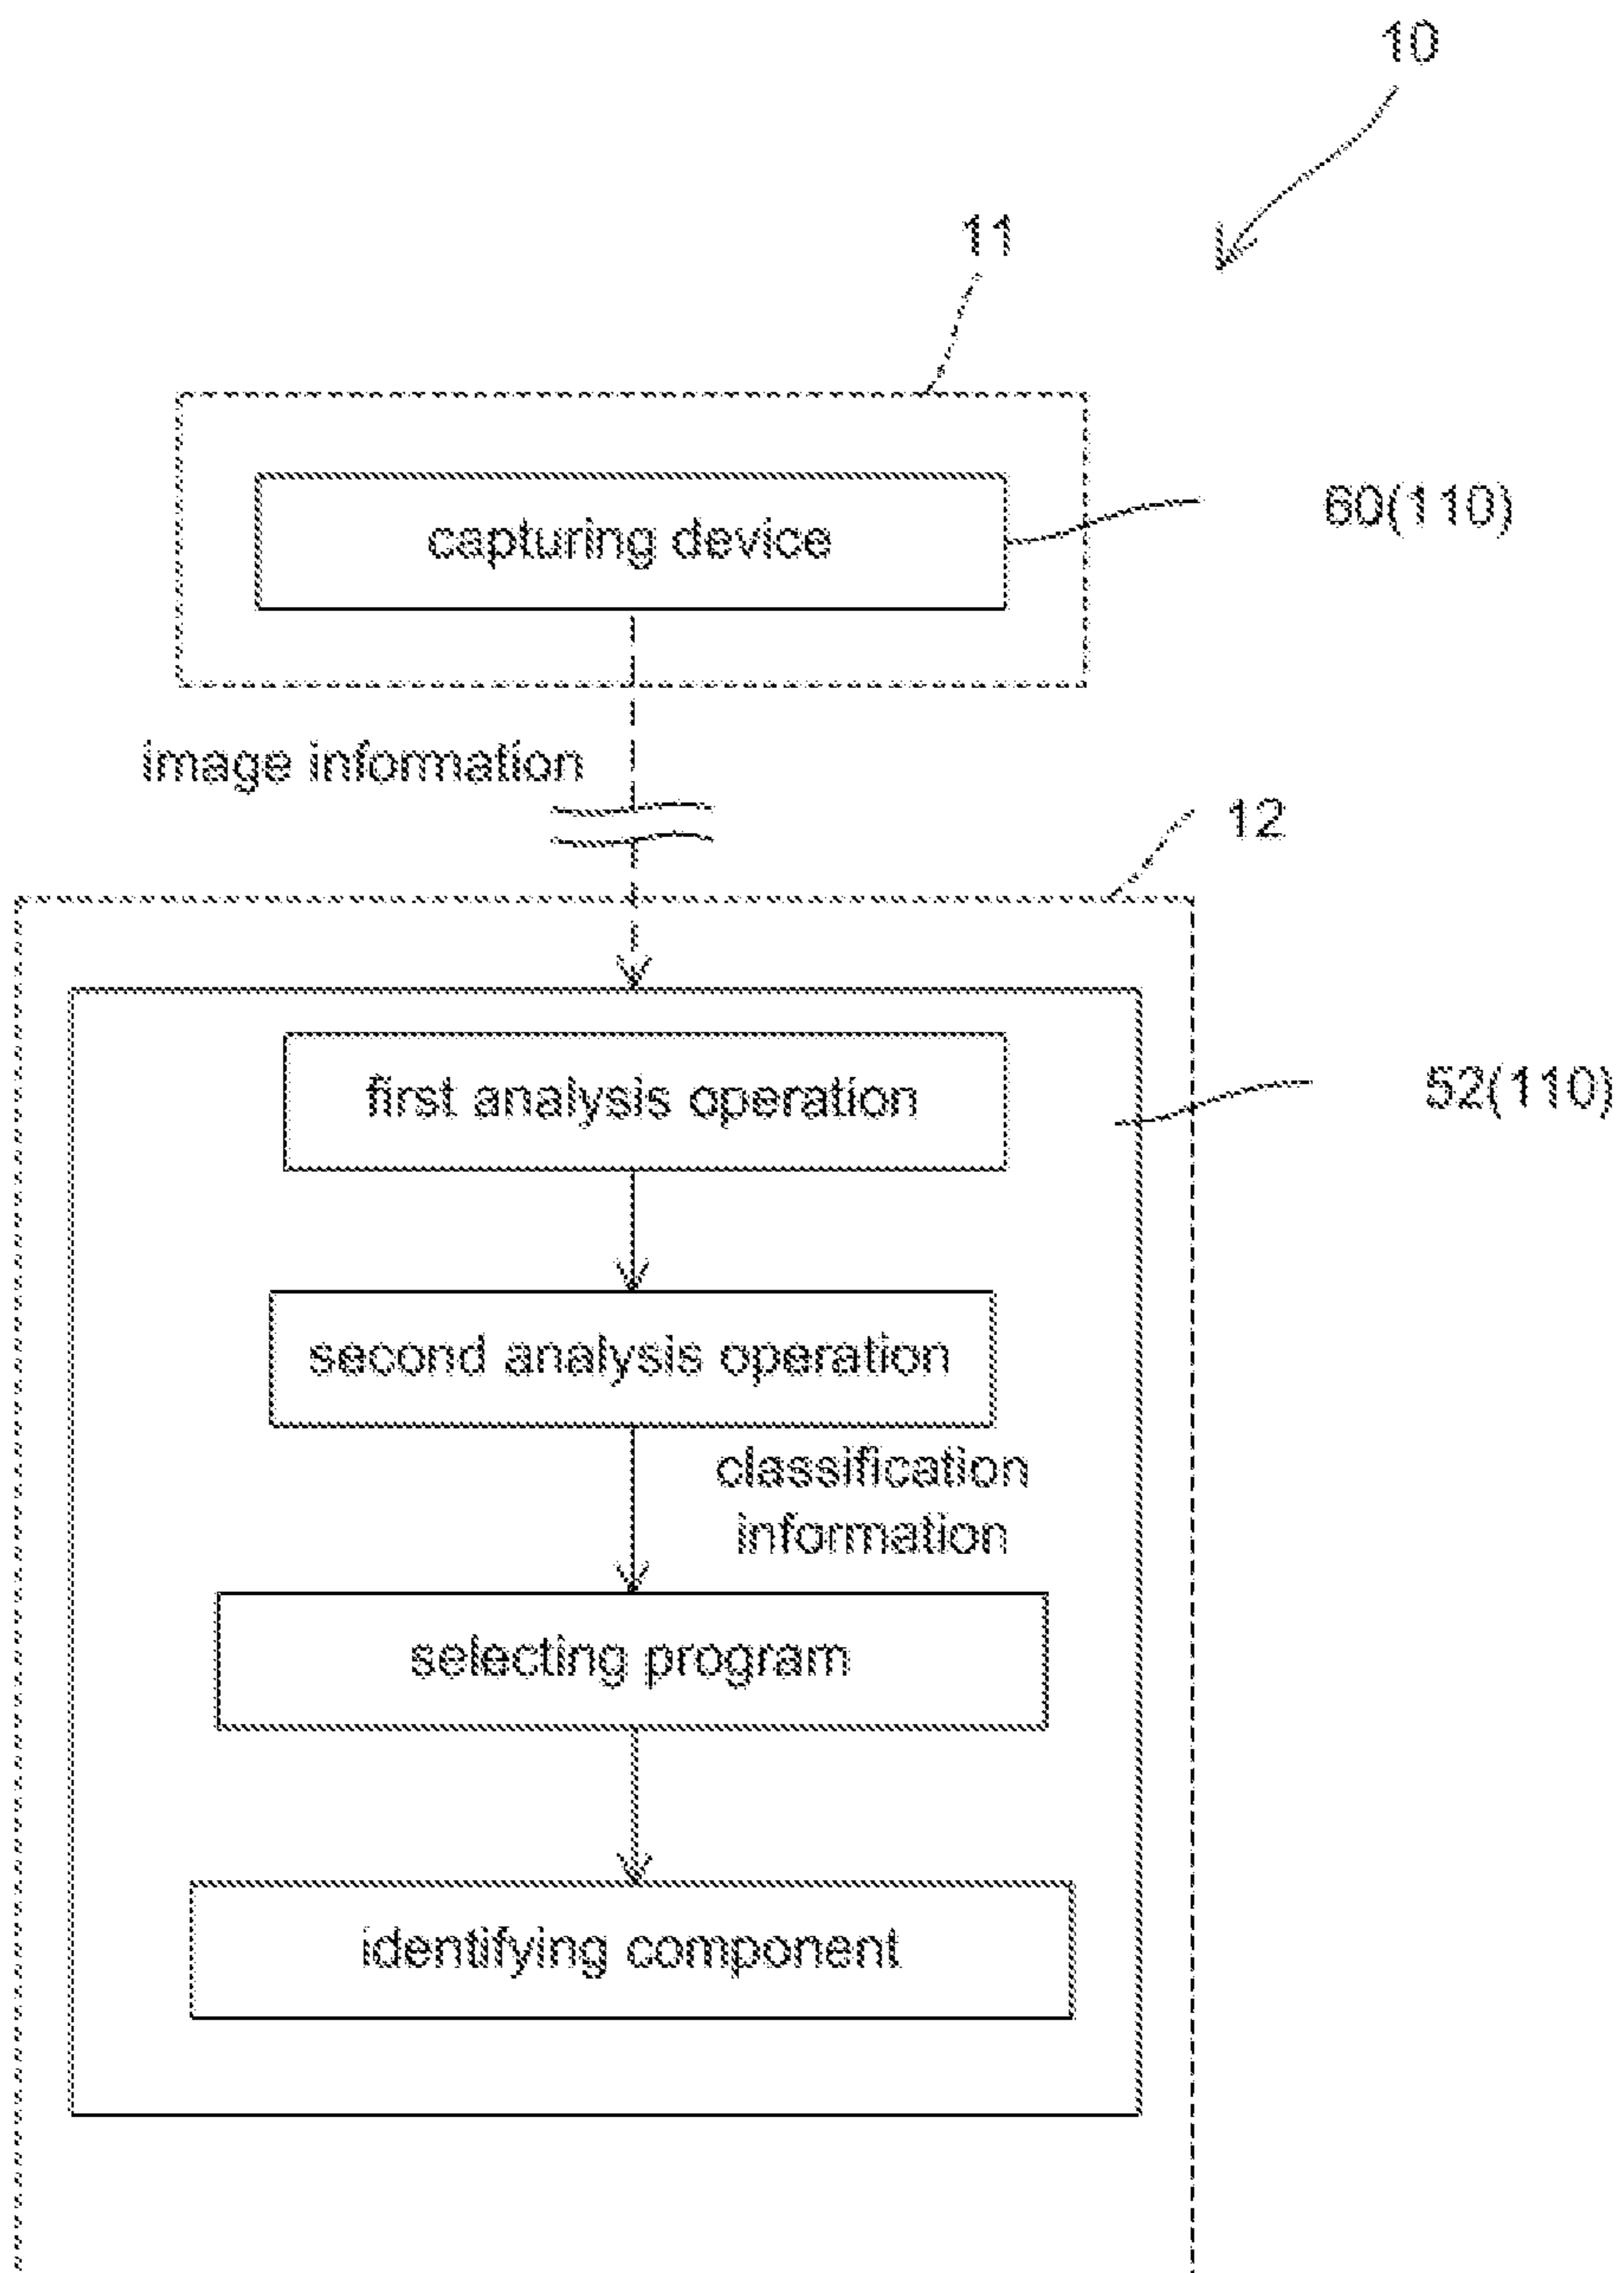 10
11
capturing device
60(110)
image information
12
first analysis operation
52(110)
second analysis operation
classification
information
selecting program
identifying component